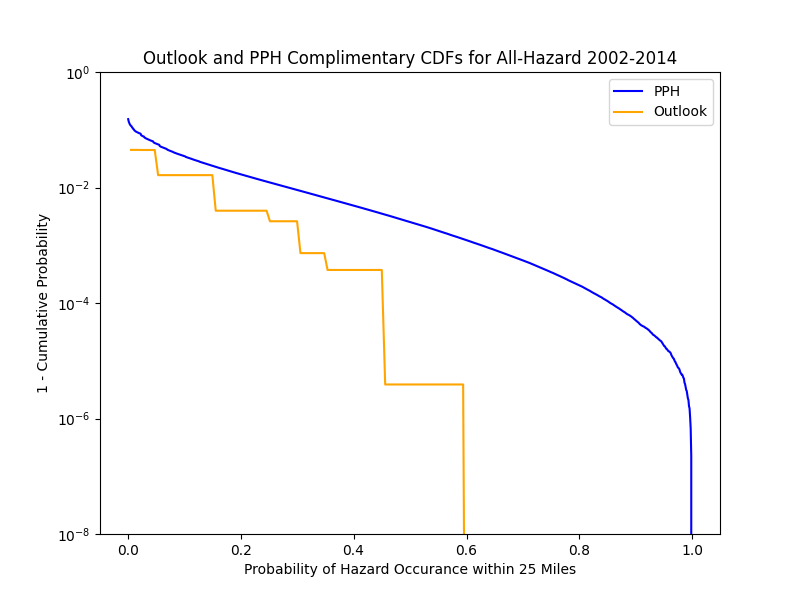 Outlook and PPH Complimentary CDFs for All-Hazard 2002-2014
PPH
Outlook
1 - Cumulative Probability
10⁰
10⁻²
10⁻⁴
10⁻⁶
10⁻⁸
0.0 0.2 0.4 0.6 0.8 1.0
Probability of Hazard Occurance within 25 Miles